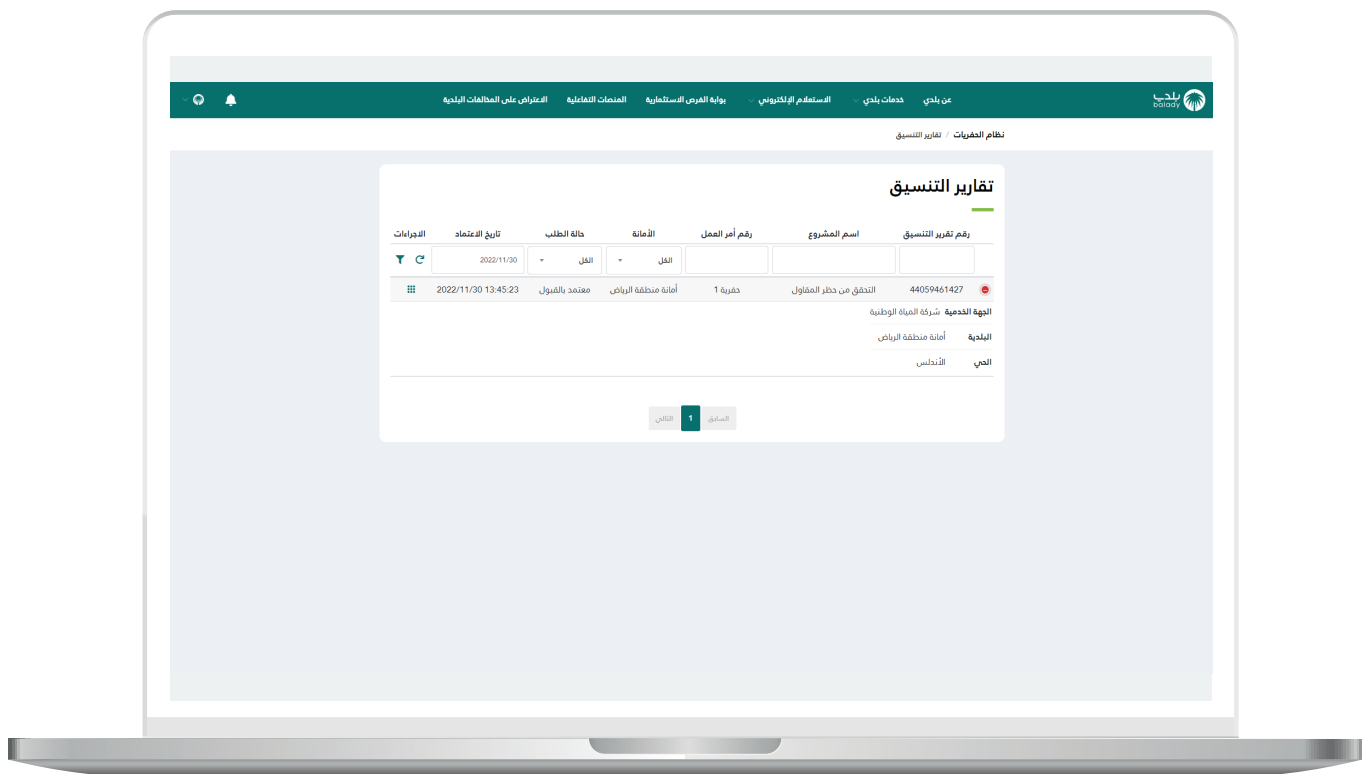 بلدي
balady
عن بلدي خدمات بلدي الاستعلام الإلكتروني بوابة الفرص الاستثمارية المنصات التفاعلية الاعتراض على المخالفات البلدية
نظام الحفريات / تقارير التنسيق
تقارير التنسيق
رقم تقرير التنسيق اسم المشروع رقم أمر العمل الأمانة حالة الطلب تاريخ الاعتماد الاجراءات
الكل الكل 2022/11/30
44059461427 التحقق من حظر المقاول حفرية 1 أمانة منطقة الرياض معتمد بالقبول 2022/11/30 13:45:23
الجهة الخدمية شركة المياة الوطنية
البلدية أمانة منطقة الرياض
الحي الأندلس
السابق 1 التالي